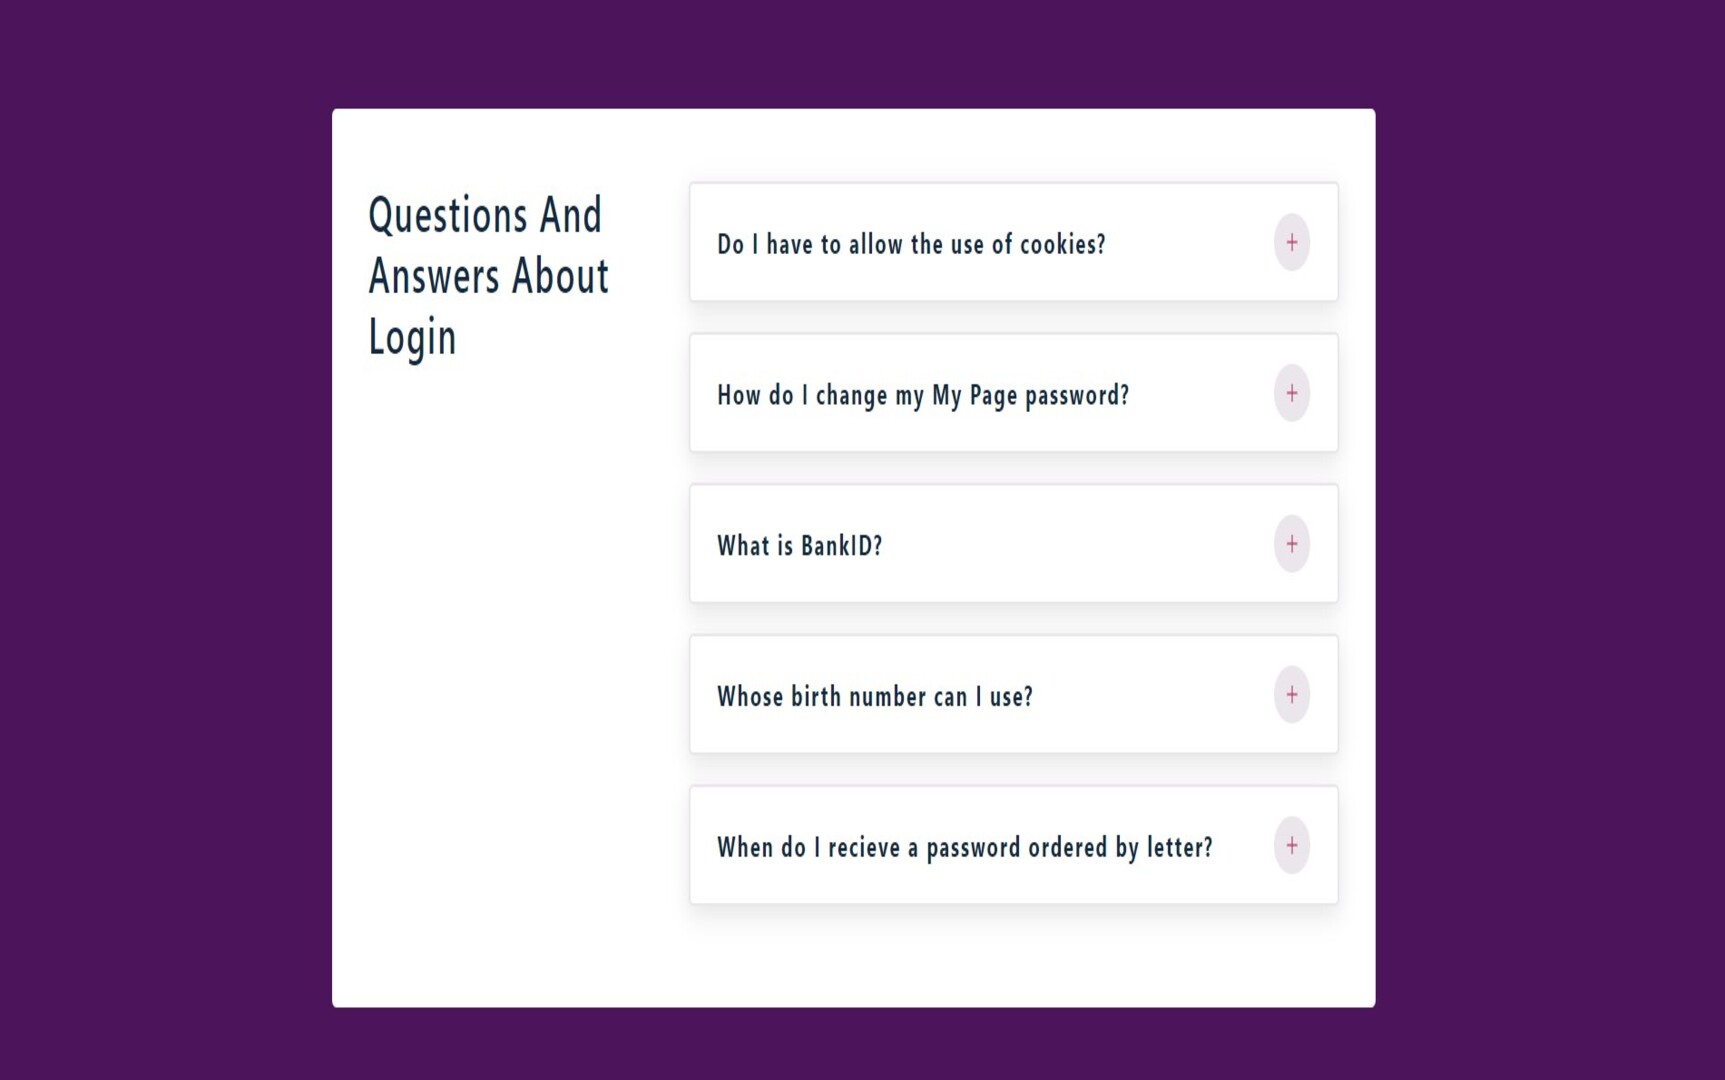 Questions And
Answers About
Login
Do I have to allow the use of cookies?
How do I change my My Page password?
What is BankID?
Whose birth number can I use?
When do I recieve a password ordered by letter?